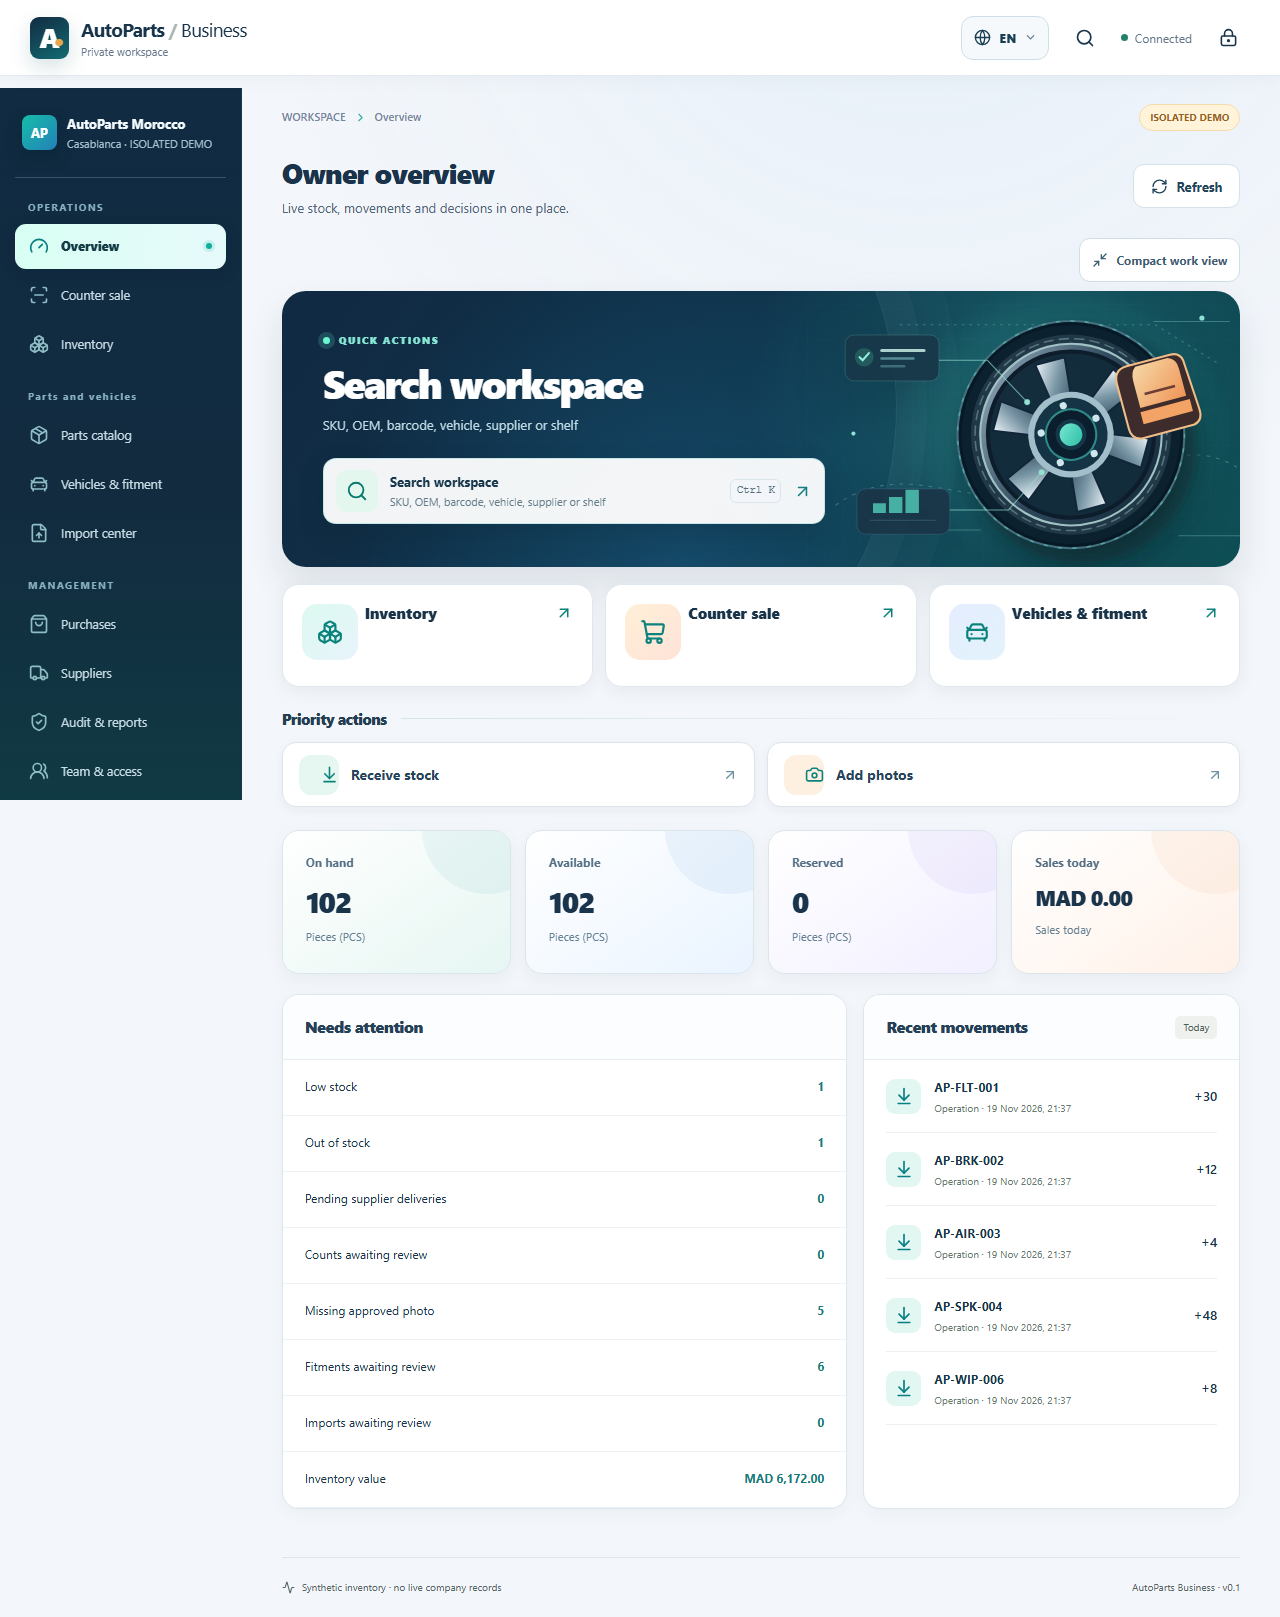 AutoParts / Business
Private workspace
EN
Connected
AP
AutoParts Morocco
Casablanca · ISOLATED DEMO
OPERATIONS
Overview
Counter sale
Inventory
Parts and vehicles
Parts catalog
Vehicles & fitment
Import center
MANAGEMENT
Purchases
Suppliers
Audit & reports
Team & access
WORKSPACE > Overview
ISOLATED DEMO
Owner overview
Live stock, movements and decisions in one place.
Refresh
Compact work view
QUICK ACTIONS
Search workspace
SKU, OEM, barcode, vehicle, supplier or shelf
Search workspace
SKU, OEM, barcode, vehicle, supplier or shelf
Ctrl K
Inventory
Counter sale
Vehicles & fitment
Priority actions
Receive stock
Add photos
On hand
102
Pieces (PCS)
Available
102
Pieces (PCS)
Reserved
0
Pieces (PCS)
Sales today
MAD 0.00
Sales today
Needs attention
Low stock 1
Out of stock 1
Pending supplier deliveries 0
Counts awaiting review 0
Missing approved photo 5
Fitments awaiting review 6
Imports awaiting review 0
Inventory value MAD 6,172.00
Recent movements
Today
AP-FLT-001
Operation · 19 Nov 2026, 21:37
+30
AP-BRK-002
Operation · 19 Nov 2026, 21:37
+12
AP-AIR-003
Operation · 19 Nov 2026, 21:37
+4
AP-SPK-004
Operation · 19 Nov 2026, 21:37
+48
AP-WIP-006
Operation · 19 Nov 2026, 21:37
+8
Synthetic inventory · no live company records
AutoParts Business · v0.1